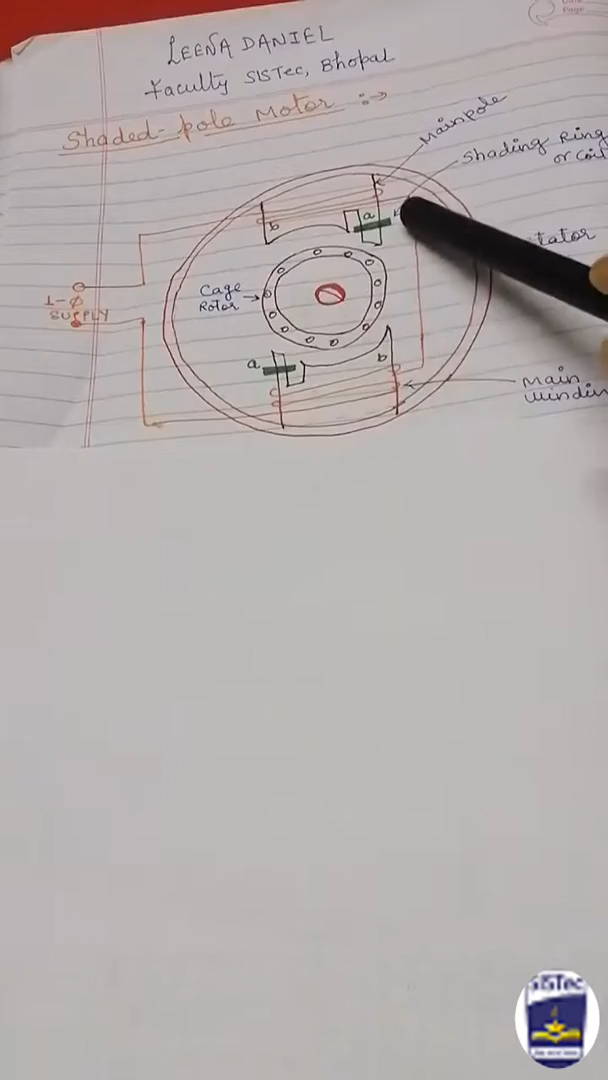 LEENA DANIEL
Faculty SISTec, Bhopal
Shaded-pole Motor :->
Main pole
Shading Ring
or Coil
a
b
Cage
Rotor
1-Φ
SUPPLY
a
b
Main
SISTec